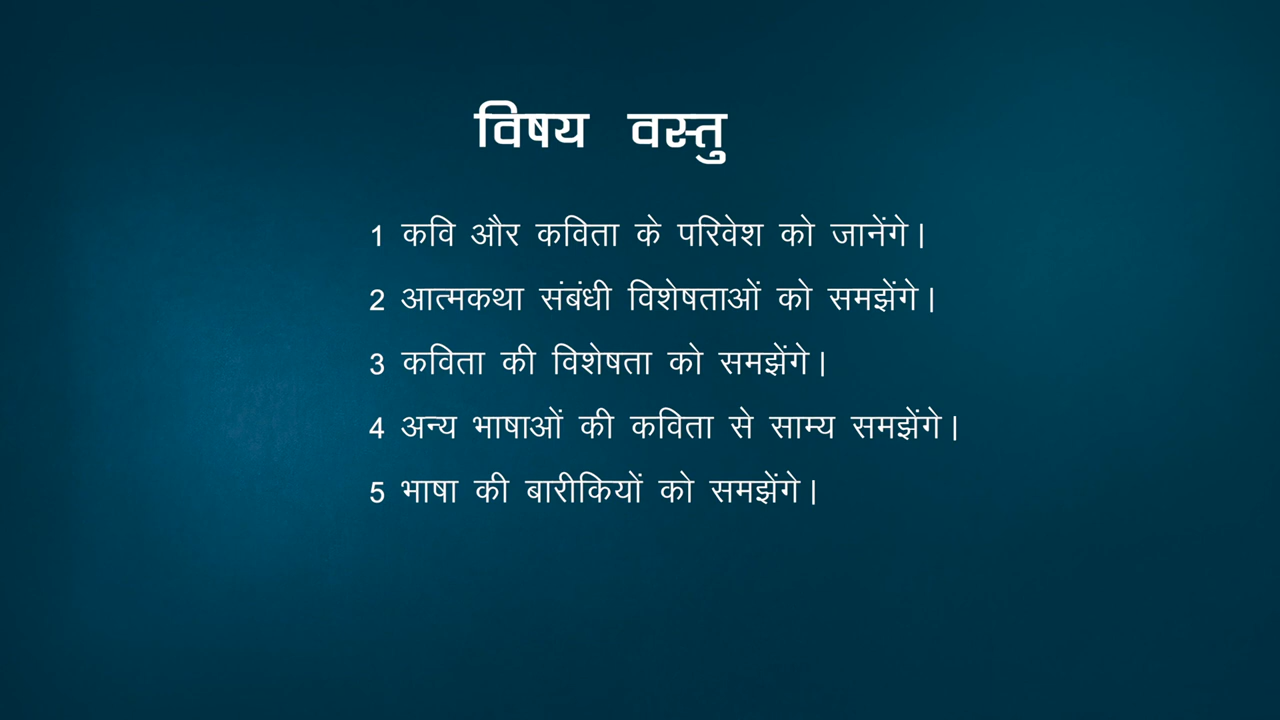 विषय वस्तु
1 कवि और कविता के परिवेश को जानेंगे।
2 आत्मकथा संबंधी विशेषताओं को समझेंगे।
3 कविता की विशेषता को समझेंगे।
4 अन्य भाषाओं की कविता से साम्य समझेंगे।
5 भाषा की बारीकियों को समझेंगे।